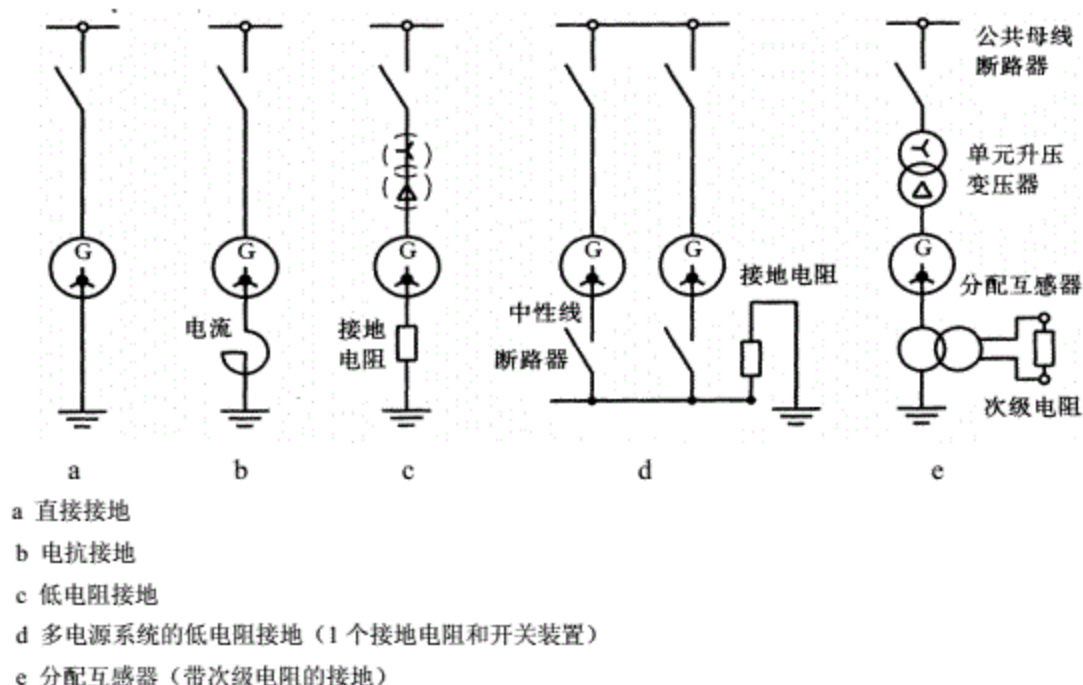 公共母线
断路器
单元升压
变压器
G
G
G
G
G
G
接地电阻
分配互感器
电流
接地
电阻
中性线
断路器
次级电阻
a
b
c
d
e
a 直接接地
b 电抗接地
c 低电阻接地
d 多电源系统的低电阻接地（1 个接地电阻和开关装置）
e 分配互感器（带次级电阻的接地）